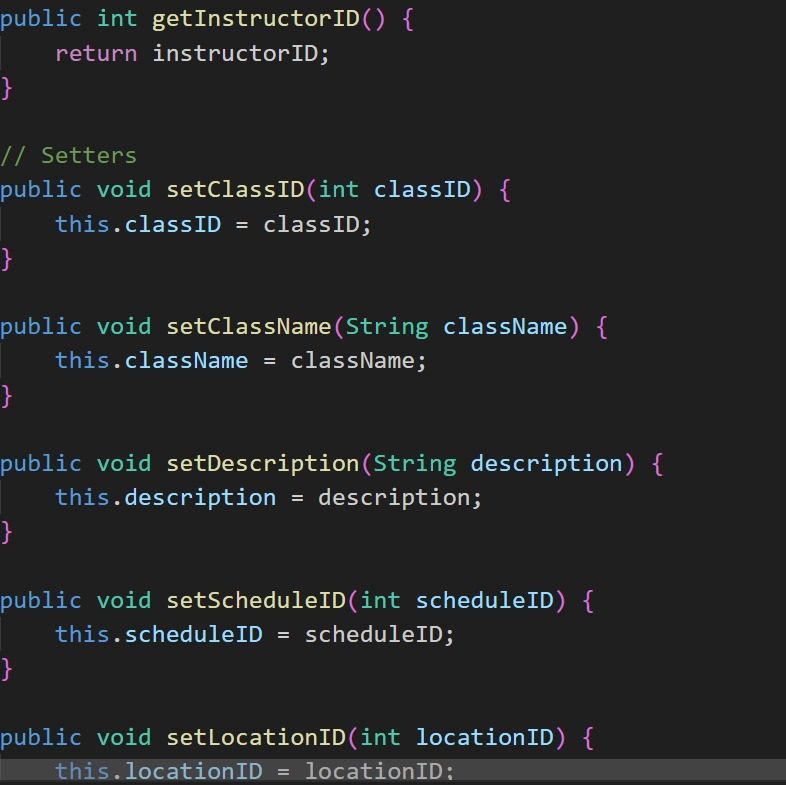 public int getInstructorID() {
    return instructorID;
}

// Setters
public void setClassID(int classID) {
    this.classID = classID;
}

public void setClassName(String className) {
    this.className = className;
}

public void setDescription(String description) {
    this.description = description;
}

public void setScheduleID(int scheduleID) {
    this.scheduleID = scheduleID;
}

public void setLocationID(int locationID) {
    this.locationID = locationID;